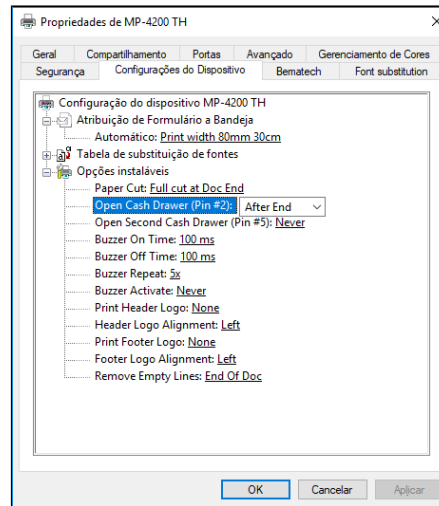 Propriedades de MP-4200 TH
Geral Compartilhamento Portas Avançado Gerenciamento de Cores
Segurança Configurações do Dispositivo Bematech Font substitution
Configuração do dispositivo MP-4200 TH
Atribuição de Formulário a Bandeja
Automático: Print width 80mm 30cm
Tabela de substituição de fontes
Opções instaláveis
Paper Cut: Full cut at Doc End
Open Cash Drawer (Pin #2): After End
Open Second Cash Drawer (Pin #5): Never
Buzzer On Time: 100 ms
Buzzer Off Time: 100 ms
Buzzer Repeat: 5x
Buzzer Activate: Never
Print Header Logo: None
Header Logo Alignment: Left
Print Footer Logo: None
Footer Logo Alignment: Left
Remove Empty Lines: End Of Doc
OK Cancelar Aplicar